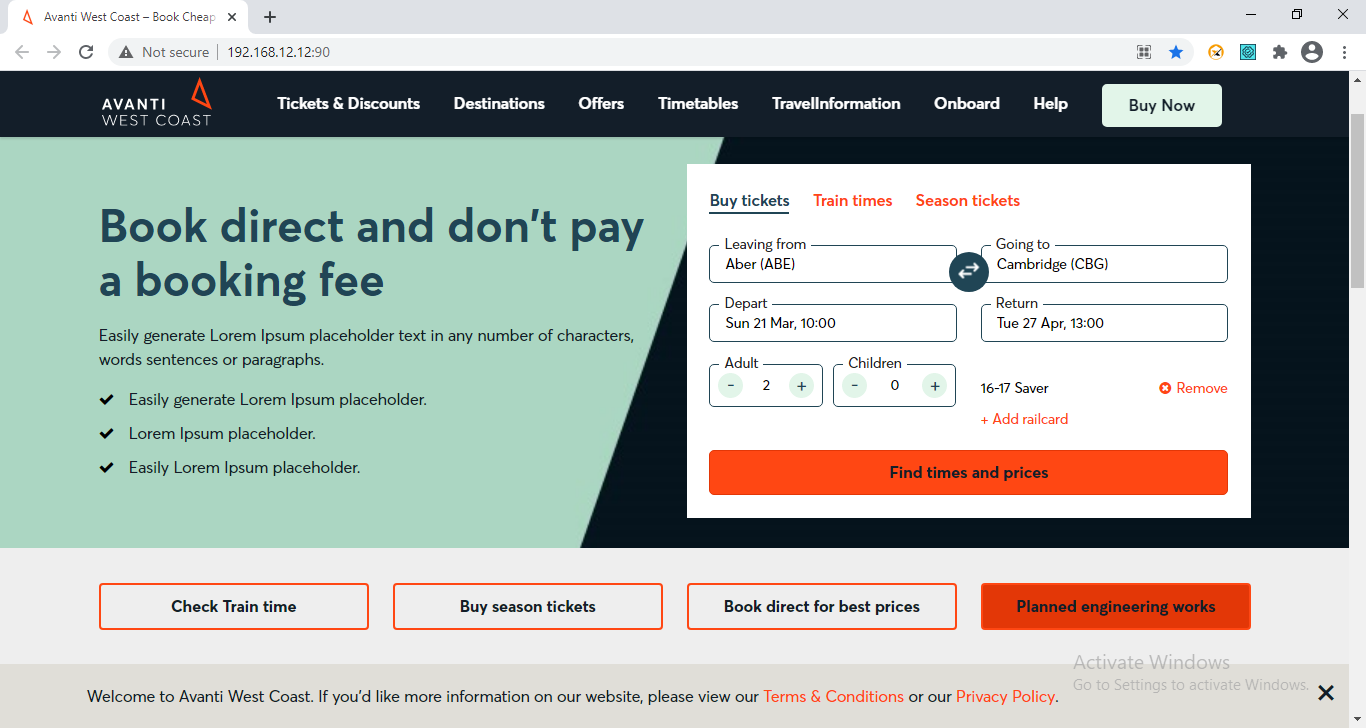 Avanti West Coast – Book Cheap
Not secure
192.168.12.12:90
AVANTI
WEST COAST
Tickets & Discounts
Destinations
Offers
Timetables
TravelInformation
Onboard
Help
Buy Now
Book direct and don't pay
a booking fee
Easily generate Lorem Ipsum placeholder text in any number of characters,
words sentences or paragraphs.
Easily generate Lorem Ipsum placeholder.
Lorem Ipsum placeholder.
Easily Lorem Ipsum placeholder.
Buy tickets
Train times
Season tickets
Leaving from
Aber (ABE)
Going to
Cambridge (CBG)
Depart
Sun 21 Mar, 10:00
Return
Tue 27 Apr, 13:00
Adult
- 2 +
Children
- 0 +
16-17 Saver
Remove
+ Add railcard
Find times and prices
Check Train time
Buy season tickets
Book direct for best prices
Planned engineering works
Activate Windows
Go to Settings to activate Windows.
Welcome to Avanti West Coast. If you'd like more information on our website, please view our Terms & Conditions or our Privacy Policy.